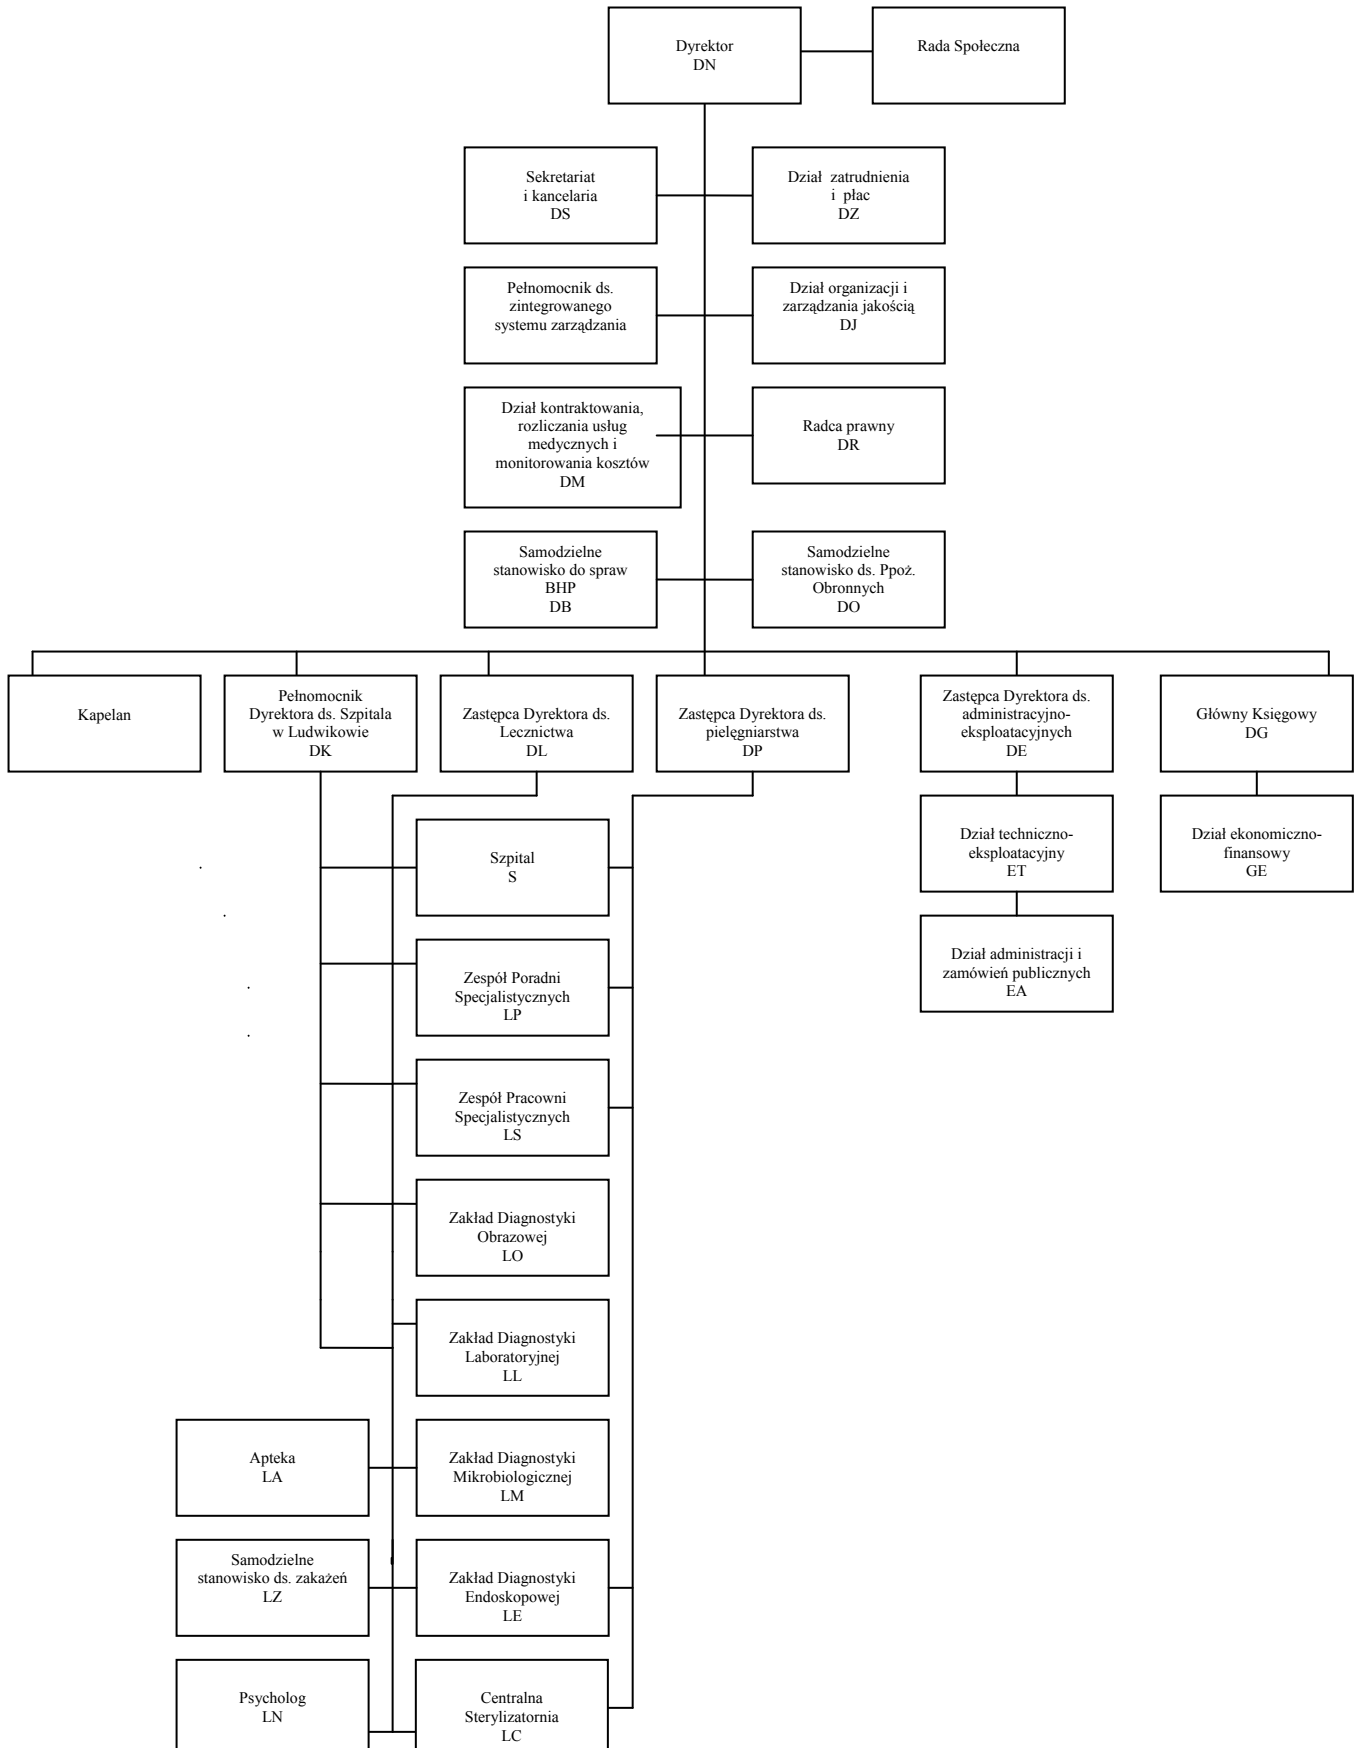 Dyrektor
DN
Rada Społeczna
Sekretariat
i kancelaria
DS
Dział zatrudnienia
i płac
DZ
Pełnomocnik ds.
zintegrowanego
systemu zarządzania
Dział organizacji i
zarządzania jakością
DJ
Dział kontraktowania,
rozliczania usług
medycznych i
monitorowania kosztów
DM
Radca prawny
DR
Samodzielne
stanowisko do spraw
BHP
DB
Samodzielne
stanowisko ds. Ppoż.
Obronnych
DO
Kapelan
Pełnomocnik
Dyrektora ds. Szpitala
w Ludwikowie
DK
Zastępca Dyrektora ds.
Lecznictwa
DL
Zastępca Dyrektora ds.
pielęgniarstwa
DP
Zastępca Dyrektora ds.
administracyjno-
eksploatacyjnych
DE
Główny Księgowy
DG
Szpital
S
Dział techniczno-
eksploatacyjny
ET
Dział ekonomiczno-
finansowy
GE
Zespół Poradni
Specjalistycznych
LP
Dział administracji i
zamówień publicznych
EA
Zespół Pracowni
Specjalistycznych
LS
Zakład Diagnostyki
Obrazowej
LO
Zakład Diagnostyki
Laboratoryjnej
LL
Apteka
LA
Zakład Diagnostyki
Mikrobiologicznej
LM
Samodzielne
stanowisko ds. zakażeń
LZ
Zakład Diagnostyki
Endoskopowej
LE
Psycholog
LN
Centralna
Sterylizatornia
LC